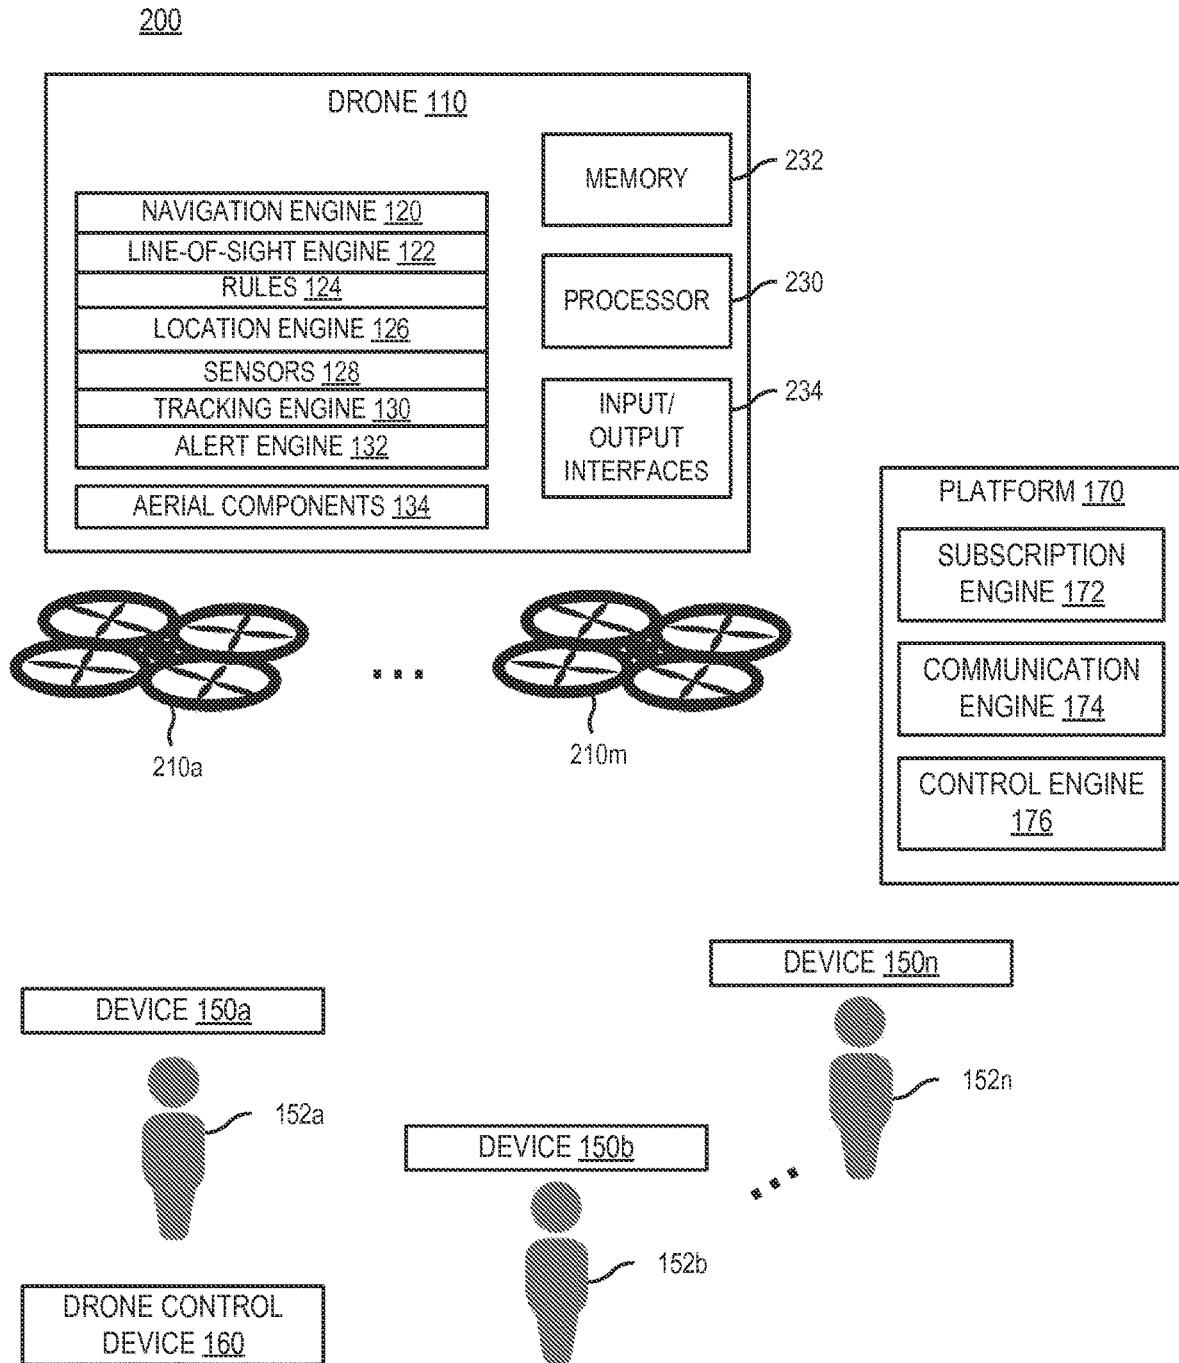 200
DRONE 110
MEMORY
232
NAVIGATION ENGINE 120
LINE-OF-SIGHT ENGINE 122
RULES 124
LOCATION ENGINE 126
SENSORS 128
TRACKING ENGINE 130
ALERT ENGINE 132
AERIAL COMPONENTS 134
PROCESSOR
230
INPUT/
OUTPUT
INTERFACES
234
PLATFORM 170
SUBSCRIPTION
ENGINE 172
COMMUNICATION
ENGINE 174
CONTROL ENGINE
176
210a
...
210m
DEVICE 150n
152n
DEVICE 150a
152a
DEVICE 150b
152b
...
DRONE CONTROL
DEVICE 160